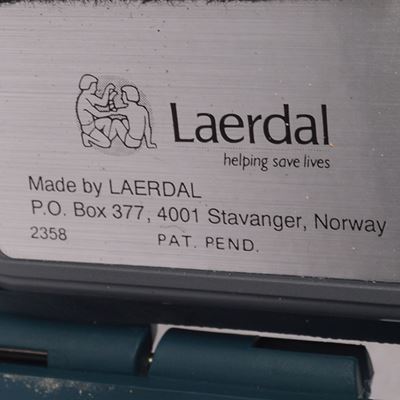 Laerdal
helping save lives
Made by LAERDAL
P.O. Box 377, 4001 Stavanger, Norway
2358 PAT. PEND.